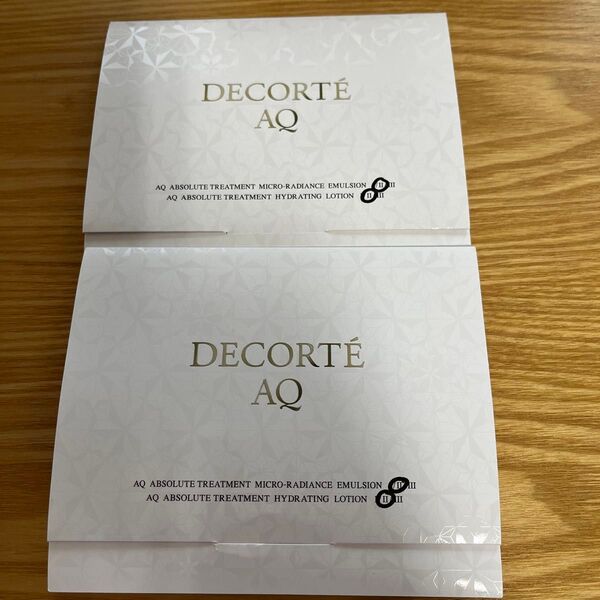 DECORTÉ
AQ
AQ ABSOLUTE TREATMENT MICRO-RADIANCE EMULSION I/II/III
AQ ABSOLUTE TREATMENT HYDRATING LOTION I/II/III
DECORTÉ
AQ
AQ ABSOLUTE TREATMENT MICRO-RADIANCE EMULSION I/II/III
AQ ABSOLUTE TREATMENT HYDRATING LOTION I/II/III